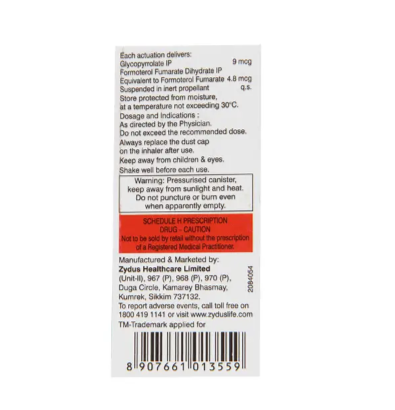 Each actuation delivers:
Glycopyrrolate IP 9 mcg
Formoterol Fumarate Dihydrate IP
Equivalent to Formoterol Fumarate 4.8 mcg
Suspended in inert propellant q.s.
Store protected from moisture,
at a temperature not exceeding 30°C.
Dosage and Indications :
As directed by the Physician.
Do not exceed the recommended dose.
Always replace the dust cap
on the inhaler after use.
Keep away from children & eyes.
Shake well before each use.
Warning: Pressurised canister,
keep away from sunlight and heat.
Do not puncture or burn even
when apparently empty.
SCHEDULE H PRESCRIPTION
DRUG - CAUTION
Not to be sold by retail without the prescription
of a Registered Medical Practitioner.
Manufactured & Marketed by:
Zydus Healthcare Limited
(Unit-II), 967 (P), 968 (P), 970 (P),
Duga Circle, Kamarey Bhasmay,
Kumrek, Sikkim 737132.
To report adverse events, call toll free on
1800 419 1141 or visit www.zyduslife.com
TM-Trademark applied for
2084054
8 907661 013559